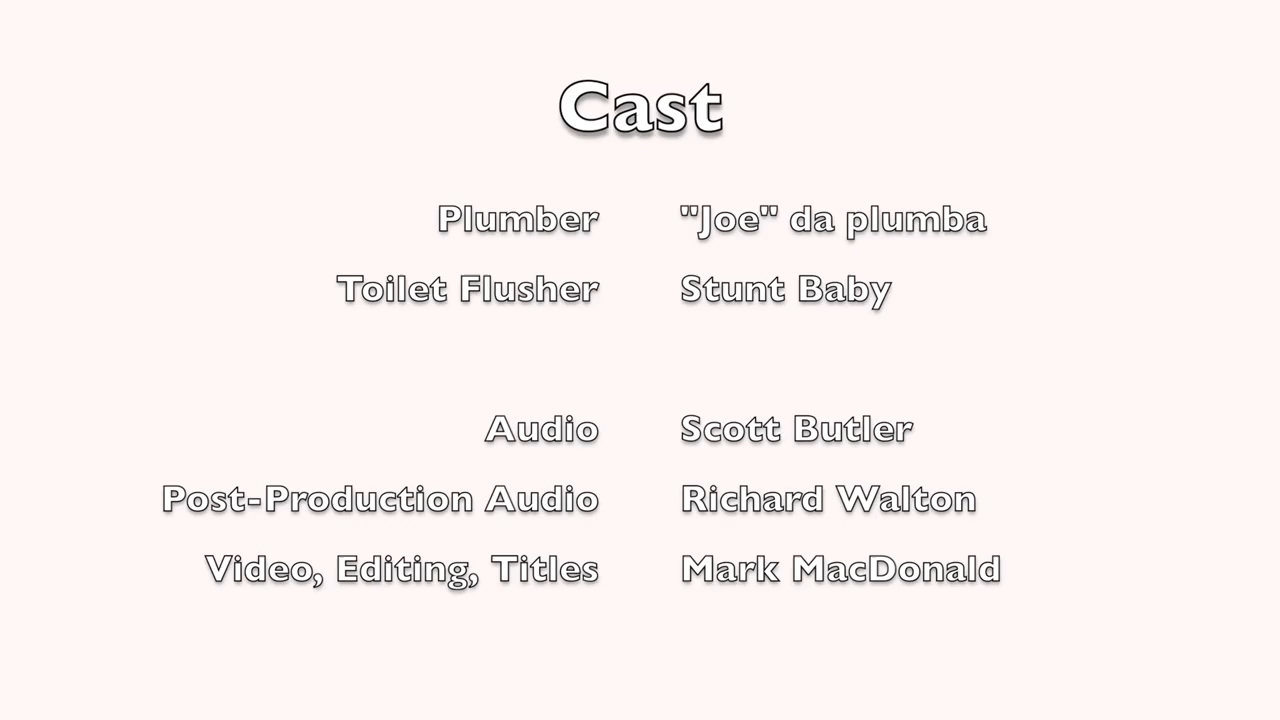 Cast
Plumber "Joe" da plumba
Toilet Flusher Stunt Baby
Audio Scott Butler
Post-Production Audio Richard Walton
Video, Editing, Titles Mark MacDonald